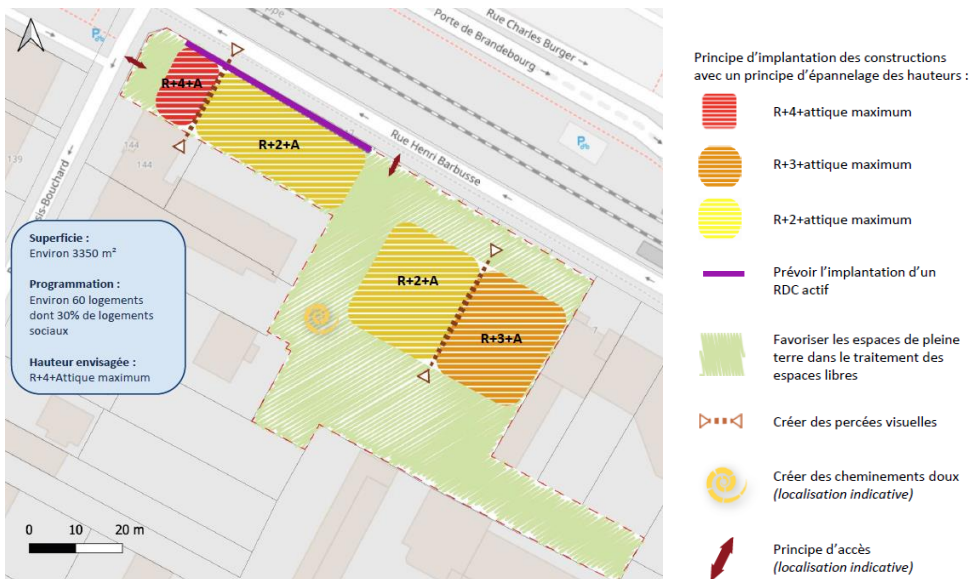 Rue Charles Burger
Porte de Brandebourg
Rue Henri Barbusse
sis-Bouchard
139
144
144
R+4+A
R+2+A
R+2+A
R+3+A
Superficie :
Environ 3350 m²
Programmation :
Environ 60 logements
dont 30% de logements
sociaux
Hauteur envisagée :
R+4+Attique maximum
0 10 20 m
Principe d’implantation des constructions
avec un principe d’épannelage des hauteurs :
R+4+attique maximum
R+3+attique maximum
R+2+attique maximum
Prévoir l’implantation d’un
RDC actif
Favoriser les espaces de pleine
terre dans le traitement des
espaces libres
Créer des percées visuelles
Créer des cheminements doux
(localisation indicative)
Principe d’accès
(localisation indicative)